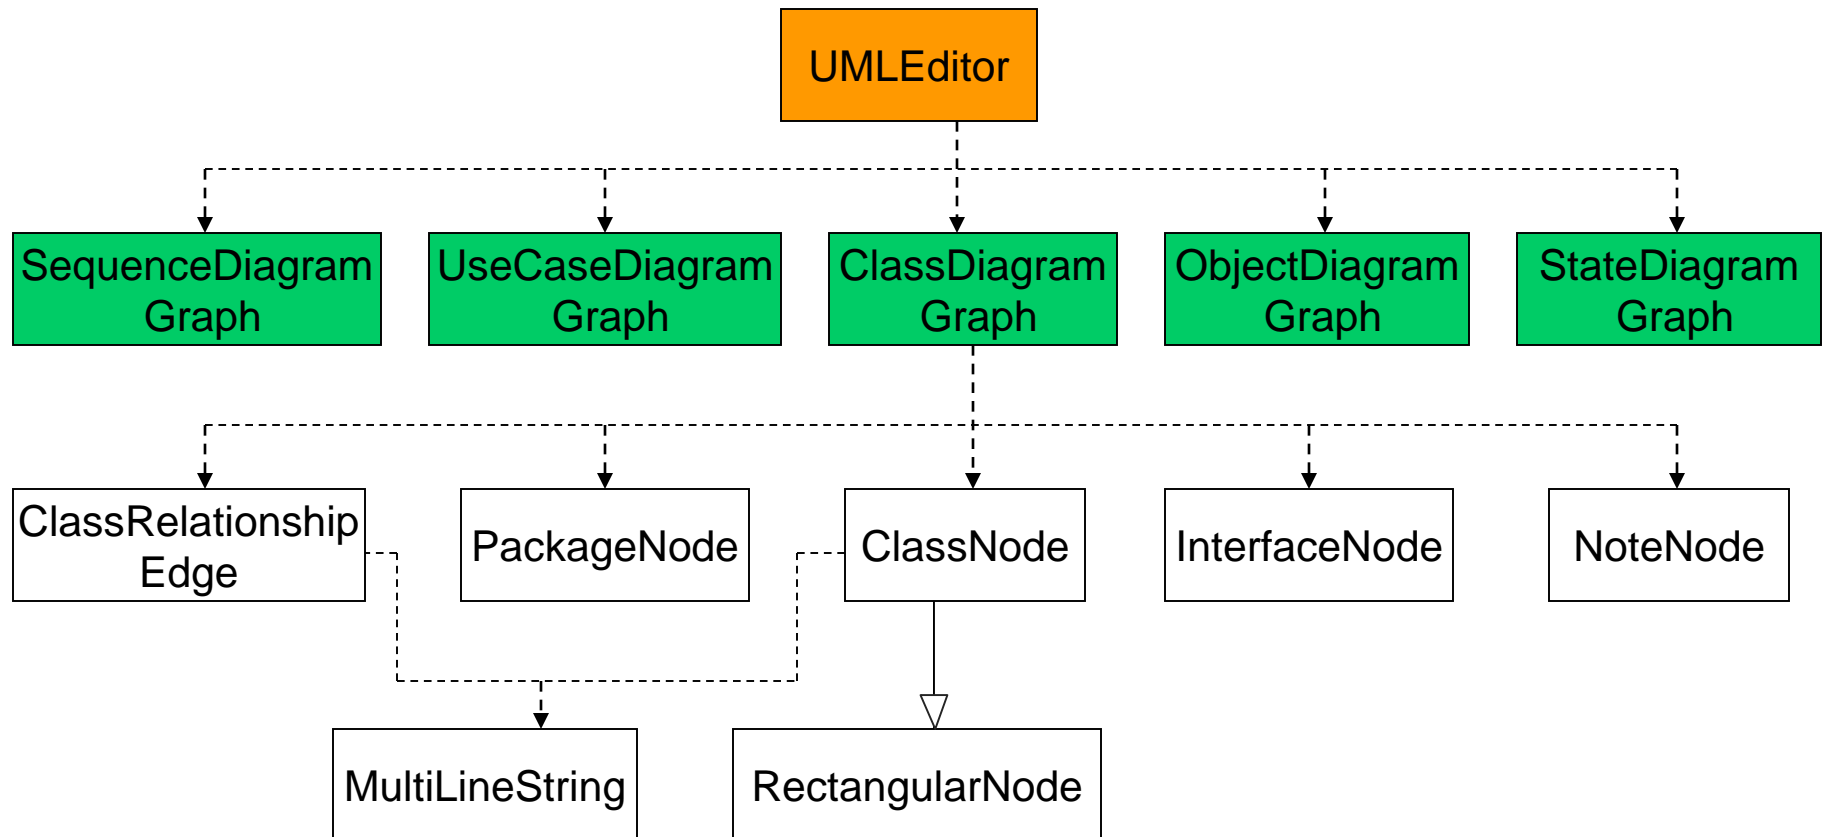 UMLEditor
SequenceDiagram
Graph
UseCaseDiagram
Graph
ClassDiagram
Graph
ObjectDiagram
Graph
StateDiagram
Graph
ClassRelationship
Edge
PackageNode
ClassNode
InterfaceNode
NoteNode
MultiLineString
RectangularNode